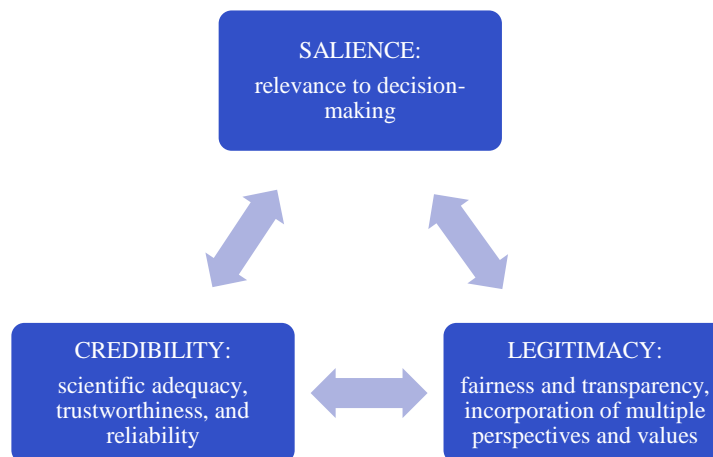 SALIENCE:
relevance to decision-
making
CREDIBILITY:
scientific adequacy,
trustworthiness, and
reliability
LEGITIMACY:
fairness and transparency,
incorporation of multiple
perspectives and values